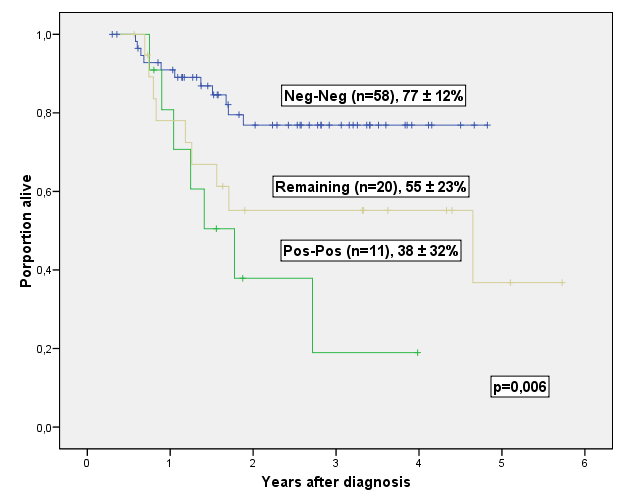 1,0
0,8
0,6
0,4
0,2
0,0
Porportion alive
Neg-Neg (n=58), 77 ± 12%
Remaining (n=20), 55 ± 23%
Pos-Pos (n=11), 38 ± 32%
p=0,006
0 1 2 3 4 5 6
Years after diagnosis